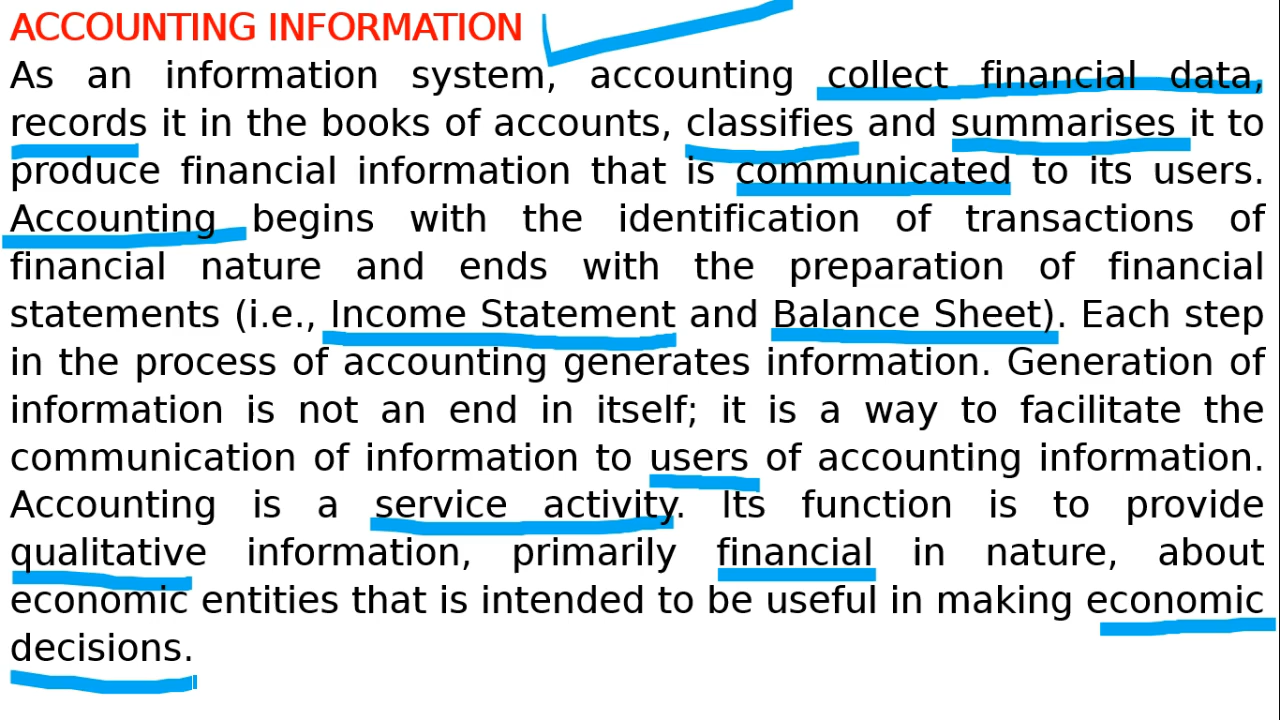 ACCOUNTING INFORMATION
As an information system, accounting collect financial data,
records it in the books of accounts, classifies and summarises it to
produce financial information that is communicated to its users.
Accounting begins with the identification of transactions of
financial nature and ends with the preparation of financial
statements (i.e., Income Statement and Balance Sheet). Each step
in the process of accounting generates information. Generation of
information is not an end in itself; it is a way to facilitate the
communication of information to users of accounting information.
Accounting is a service activity. Its function is to provide
qualitative information, primarily financial in nature, about
economic entities that is intended to be useful in making economic
decisions.